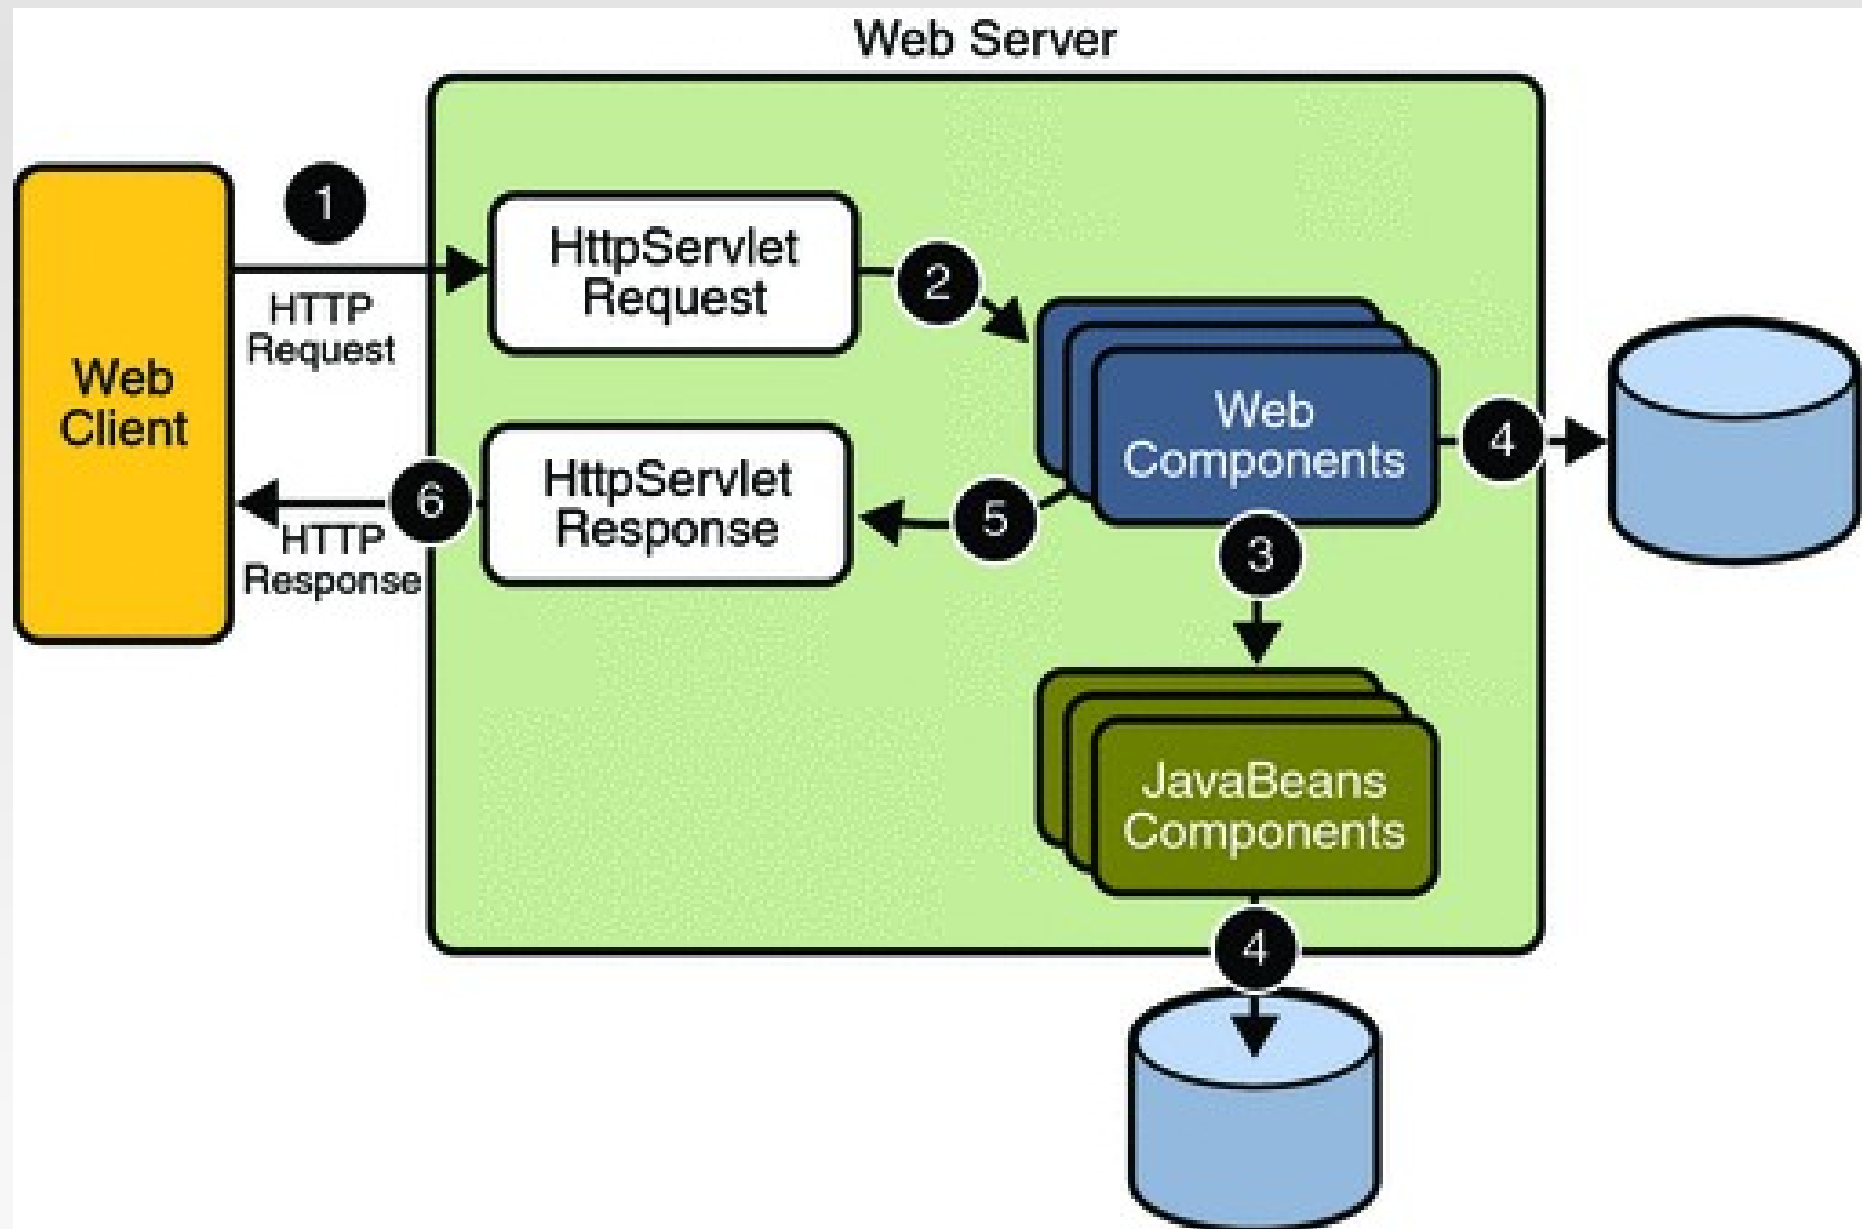 Web Server
1
HTTP
Request
HttpServlet
Request
2
Web
Client
Web
Components
4
HttpServlet
Response
5
6
HTTP
Response
3
JavaBeans
Components
4